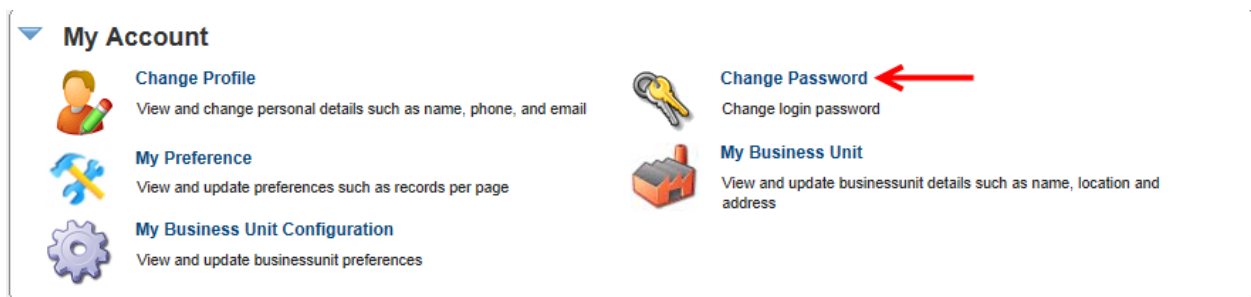 My Account
Change Profile
View and change personal details such as name, phone, and email
Change Password
Change login password
My Preference
View and update preferences such as records per page
My Business Unit
View and update businessunit details such as name, location and
address
My Business Unit Configuration
View and update businessunit preferences